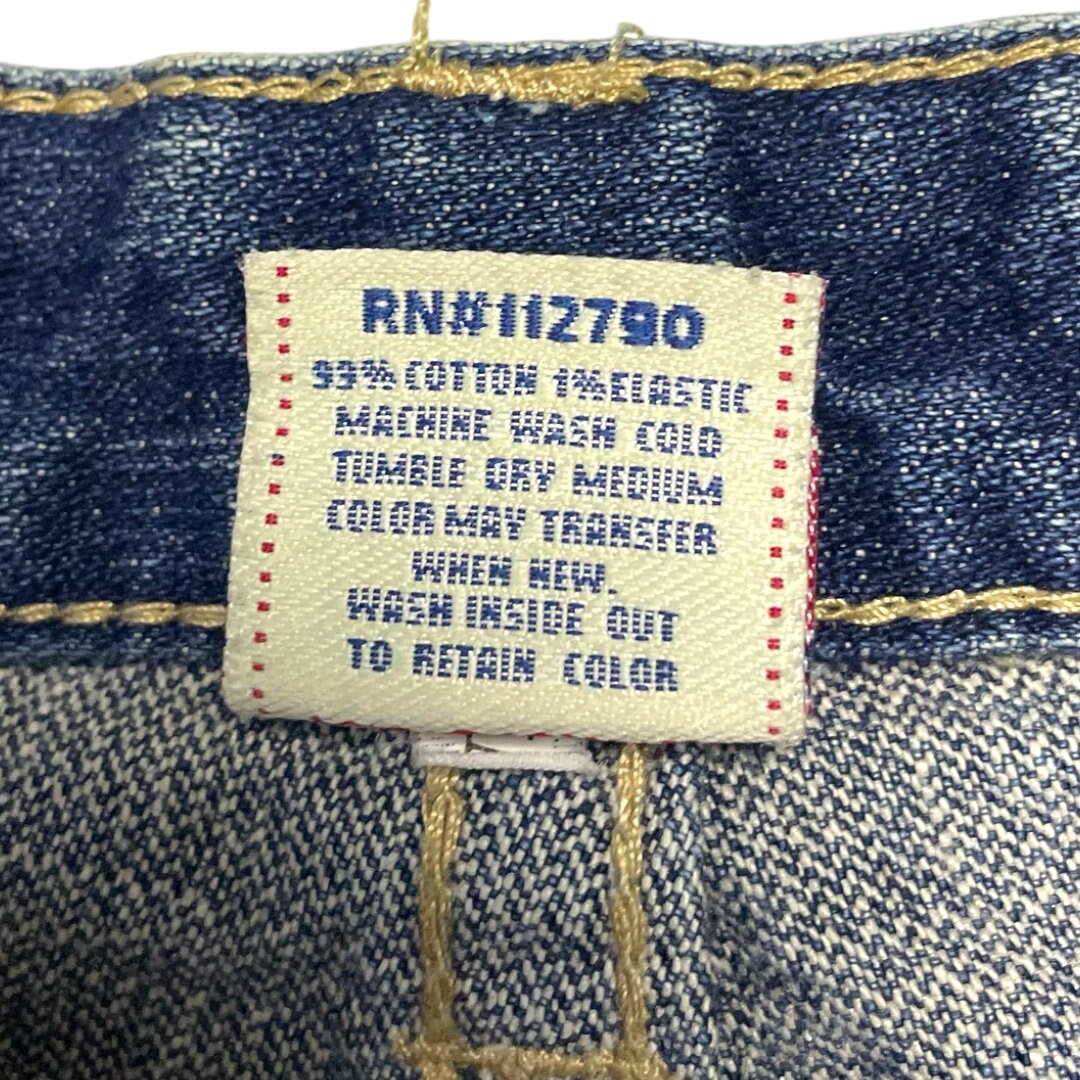 RN#112790
99% COTTON 1% ELASTIC
MACHINE WASH COLD
TUMBLE DRY MEDIUM
COLOR MAY TRANSFER
WHEN NEW.
WASH INSIDE OUT
TO RETAIN COLOR